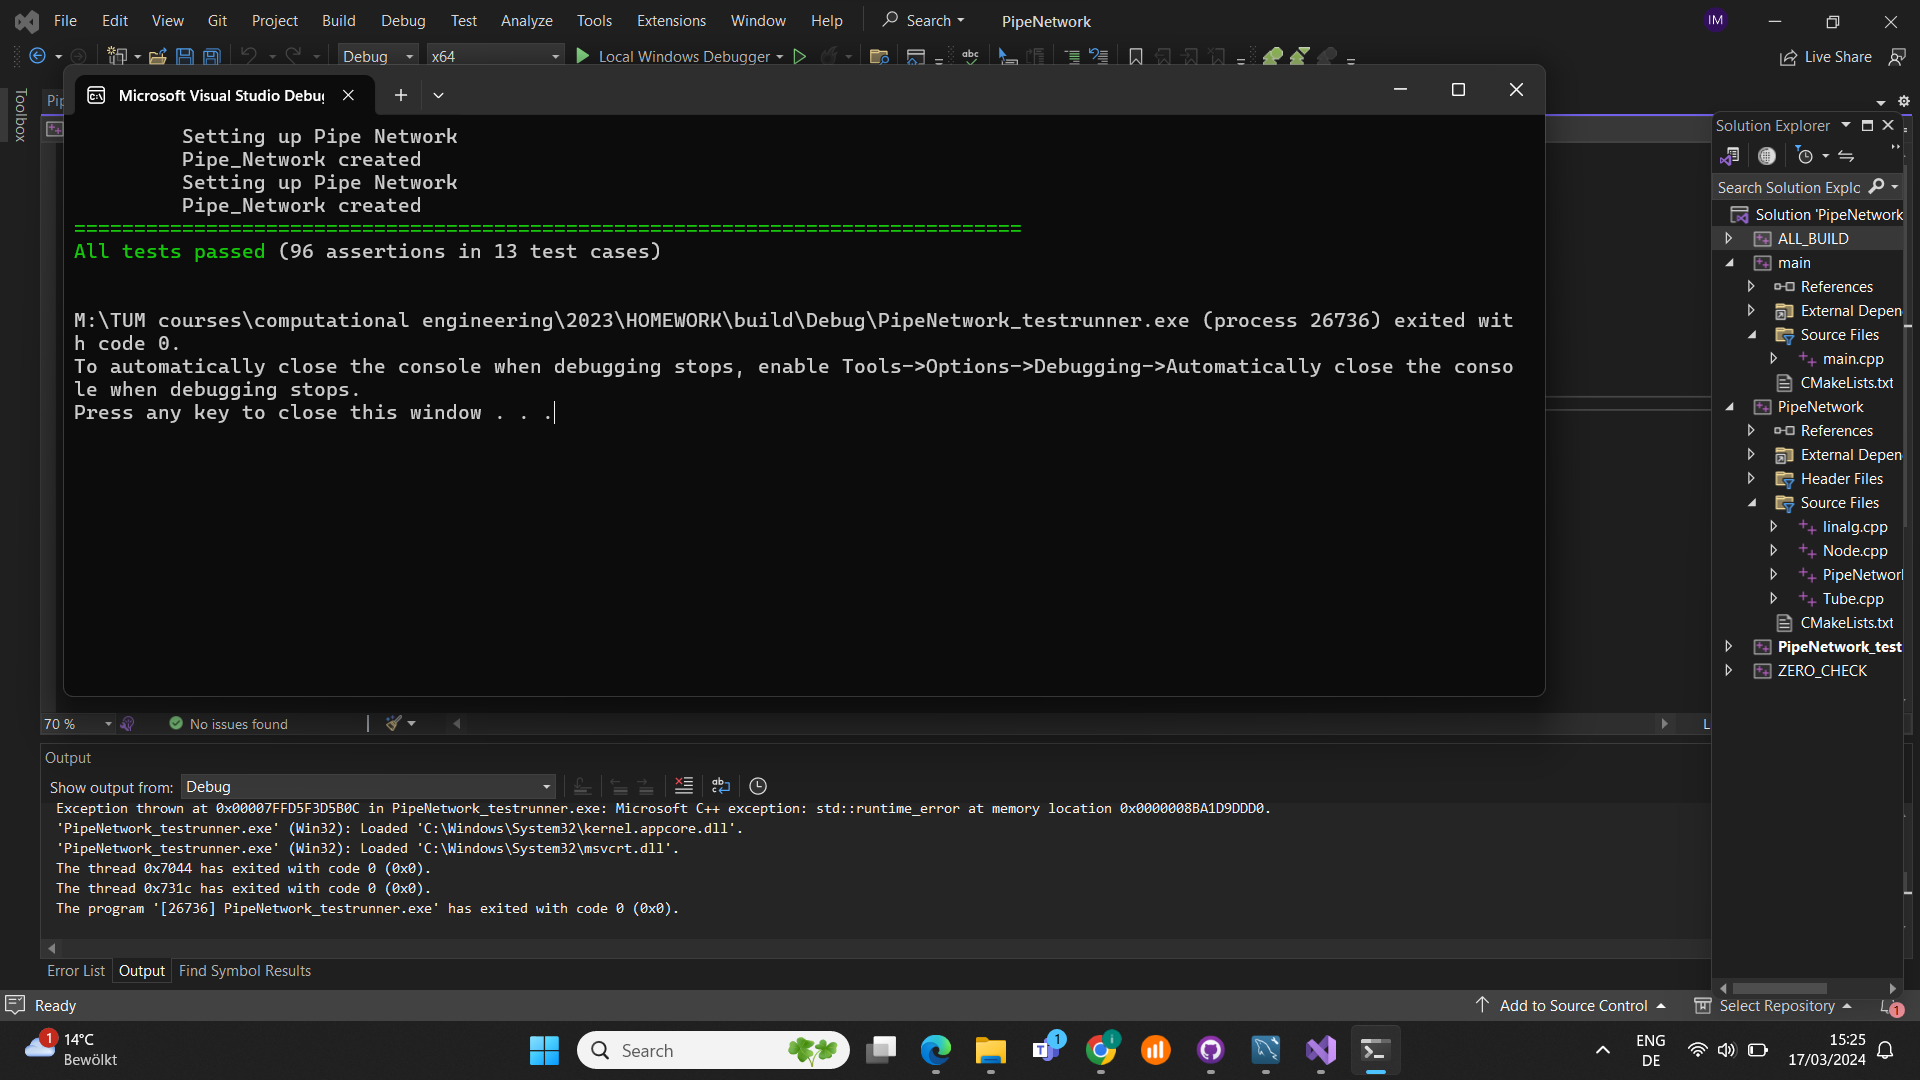 File Edit View Git Project Build Debug Test Analyze Tools Extensions Window Help Search PipeNetwork IM
Debug x64 Local Windows Debugger Live Share
Toolbox
Microsoft Visual Studio Debug
Setting up Pipe Network
Pipe_Network created
Setting up Pipe Network
Pipe_Network created
===============================================================================
All tests passed (96 assertions in 13 test cases)
M:\TUM courses\computational engineering\2023\HOMEWORK\build\Debug\PipeNetwork_testrunner.exe (process 26736) exited wit
h code 0.
To automatically close the console when debugging stops, enable Tools->Options->Debugging->Automatically close the conso
le when debugging stops.
Press any key to close this window . . .
Solution Explorer
Search Solution Explo
Solution 'PipeNetwork
ALL_BUILD
main
References
External Depen
Source Files
main.cpp
CMakeLists.txt
PipeNetwork
References
External Depen
Header Files
Source Files
linalg.cpp
Node.cpp
PipeNetwork
Tube.cpp
CMakeLists.txt
PipeNetwork_test
ZERO_CHECK
70 % No issues found L
Output
Show output from: Debug
Exception thrown at 0x00007FFD5F3D5B0C in PipeNetwork_testrunner.exe: Microsoft C++ exception: std::runtime_error at memory location 0x0000008BA1D9DDD0.
'PipeNetwork_testrunner.exe' (Win32): Loaded 'C:\Windows\System32\kernel.appcore.dll'.
'PipeNetwork_testrunner.exe' (Win32): Loaded 'C:\Windows\System32\msvcrt.dll'.
The thread 0x7044 has exited with code 0 (0x0).
The thread 0x731c has exited with code 0 (0x0).
The program '[26736] PipeNetwork_testrunner.exe' has exited with code 0 (0x0).
Error List Output Find Symbol Results
Ready Add to Source Control Select Repository 1
1 14°C
Bewölkt
Search
1
ENG
DE
15:25
17/03/2024